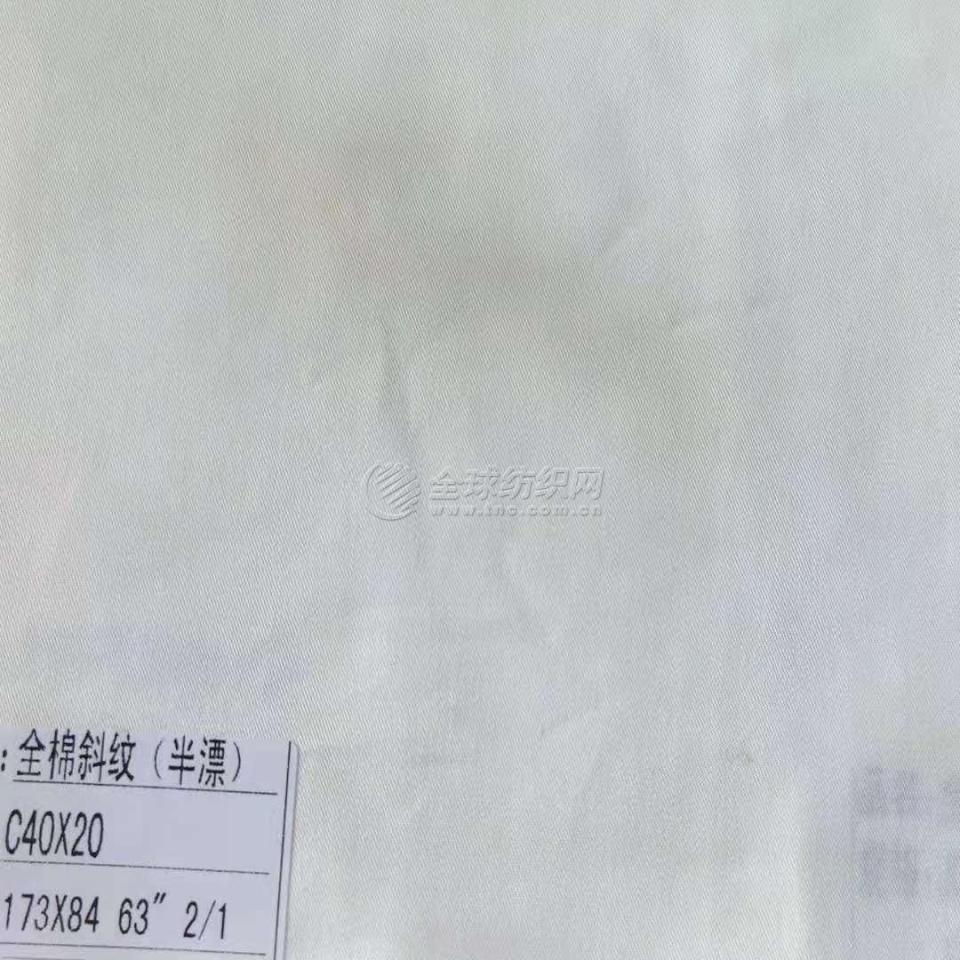 全球纺织网
www.tnc.com.cn
:全棉斜纹(半漂)
C40X20
173X84 63" 2/1